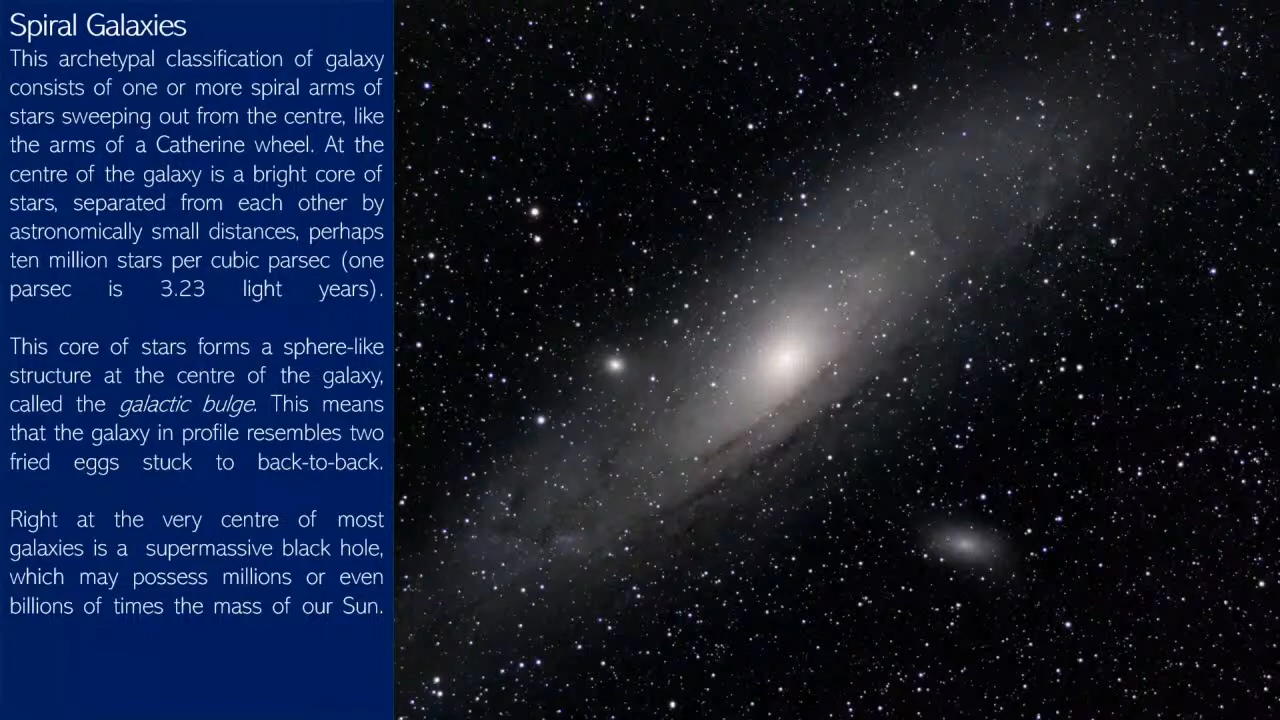 Spiral Galaxies
This archetypal classification of galaxy
consists of one or more spiral arms of
stars sweeping out from the centre, like
the arms of a Catherine wheel. At the
centre of the galaxy is a bright core of
stars, separated from each other by
astronomically small distances, perhaps
ten million stars per cubic parsec (one
parsec is 3.23 light years).
This core of stars forms a sphere-like
structure at the centre of the galaxy,
called the galactic bulge. This means
that the galaxy in profile resembles two
fried eggs stuck to back-to-back.
Right at the very centre of most
galaxies is a supermassive black hole,
which may possess millions or even
billions of times the mass of our Sun.